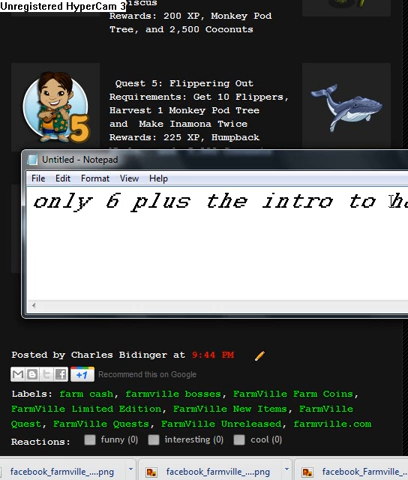 Unregistered HyperCam 3
Rewards: 200 XP, Monkey Pod
Tree, and 2,500 Coconuts
Quest 5: Flippering Out
Requirements: Get 10 Flippers,
Harvest 1 Monkey Pod Tree
and Make Inamona Twice
Rewards: 225 XP, Humpback
5
Untitled - Notepad
File Edit Format View Help
only 6 plus the intro to ha
Posted by Charles Bidinger at 9:44 PM
+1 Recommend this on Google
Labels: farm cash, farmville bosses, FarmVille Farm Coins,
FarmVille Limited Edition, FarmVille New Items, FarmVille
Quest, FarmVille Quests, FarmVille Unreleased, farmville.com
Reactions: funny (0) interesting (0) cool (0)
facebook_farmville_....png facebook_farmville_....png facebook_Farmville_...